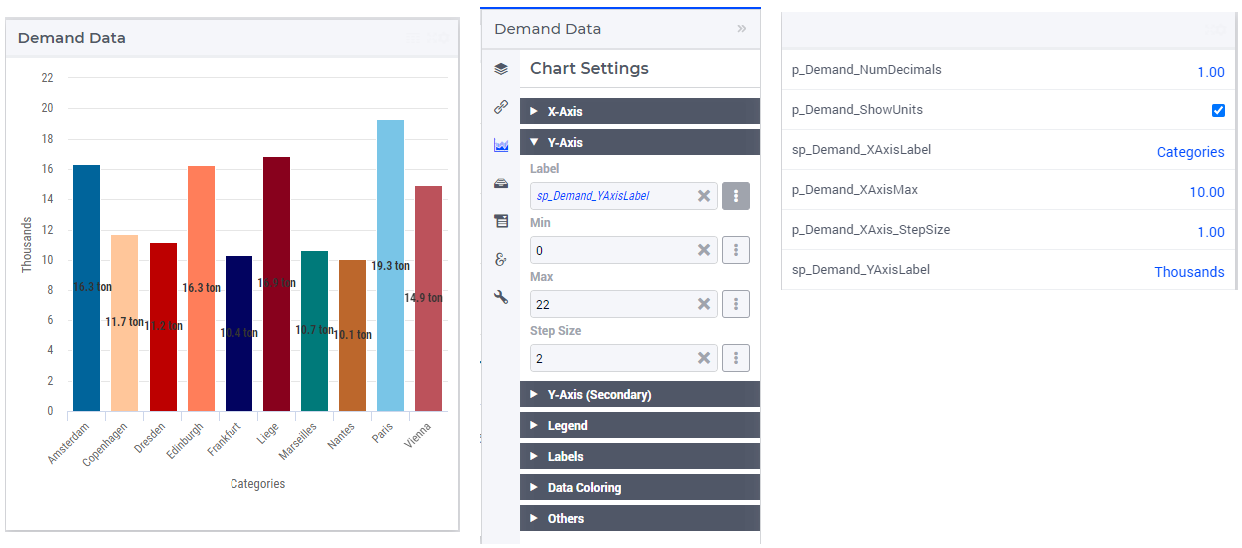 Demand Data
22
20
18
16
14
12
10
8
6
4
2
0
Thousands
16.3 ton
11.7 ton
11.2 ton
16.3 ton
10.4 ton
10.7 ton
10.1 ton
19.3 ton
14.9 ton
Amsterdam
Copenhagen
Dresden
Edinburgh
Frankfurt
Liege
Marseilles
Nantes
Paris
Vienna
Categories
Demand Data
»
Chart Settings
X-Axis
Y-Axis
Label
sp_Demand_YAxisLabel
Min
0
Max
22
Step Size
2
Y-Axis (Secondary)
Legend
Labels
Data Coloring
Others
p_Demand_NumDecimals 1.00
p_Demand_ShowUnits
sp_Demand_XAxisLabel Categories
p_Demand_XAxisMax 10.00
p_Demand_XAxis_StepSize 1.00
sp_Demand_YAxisLabel Thousands